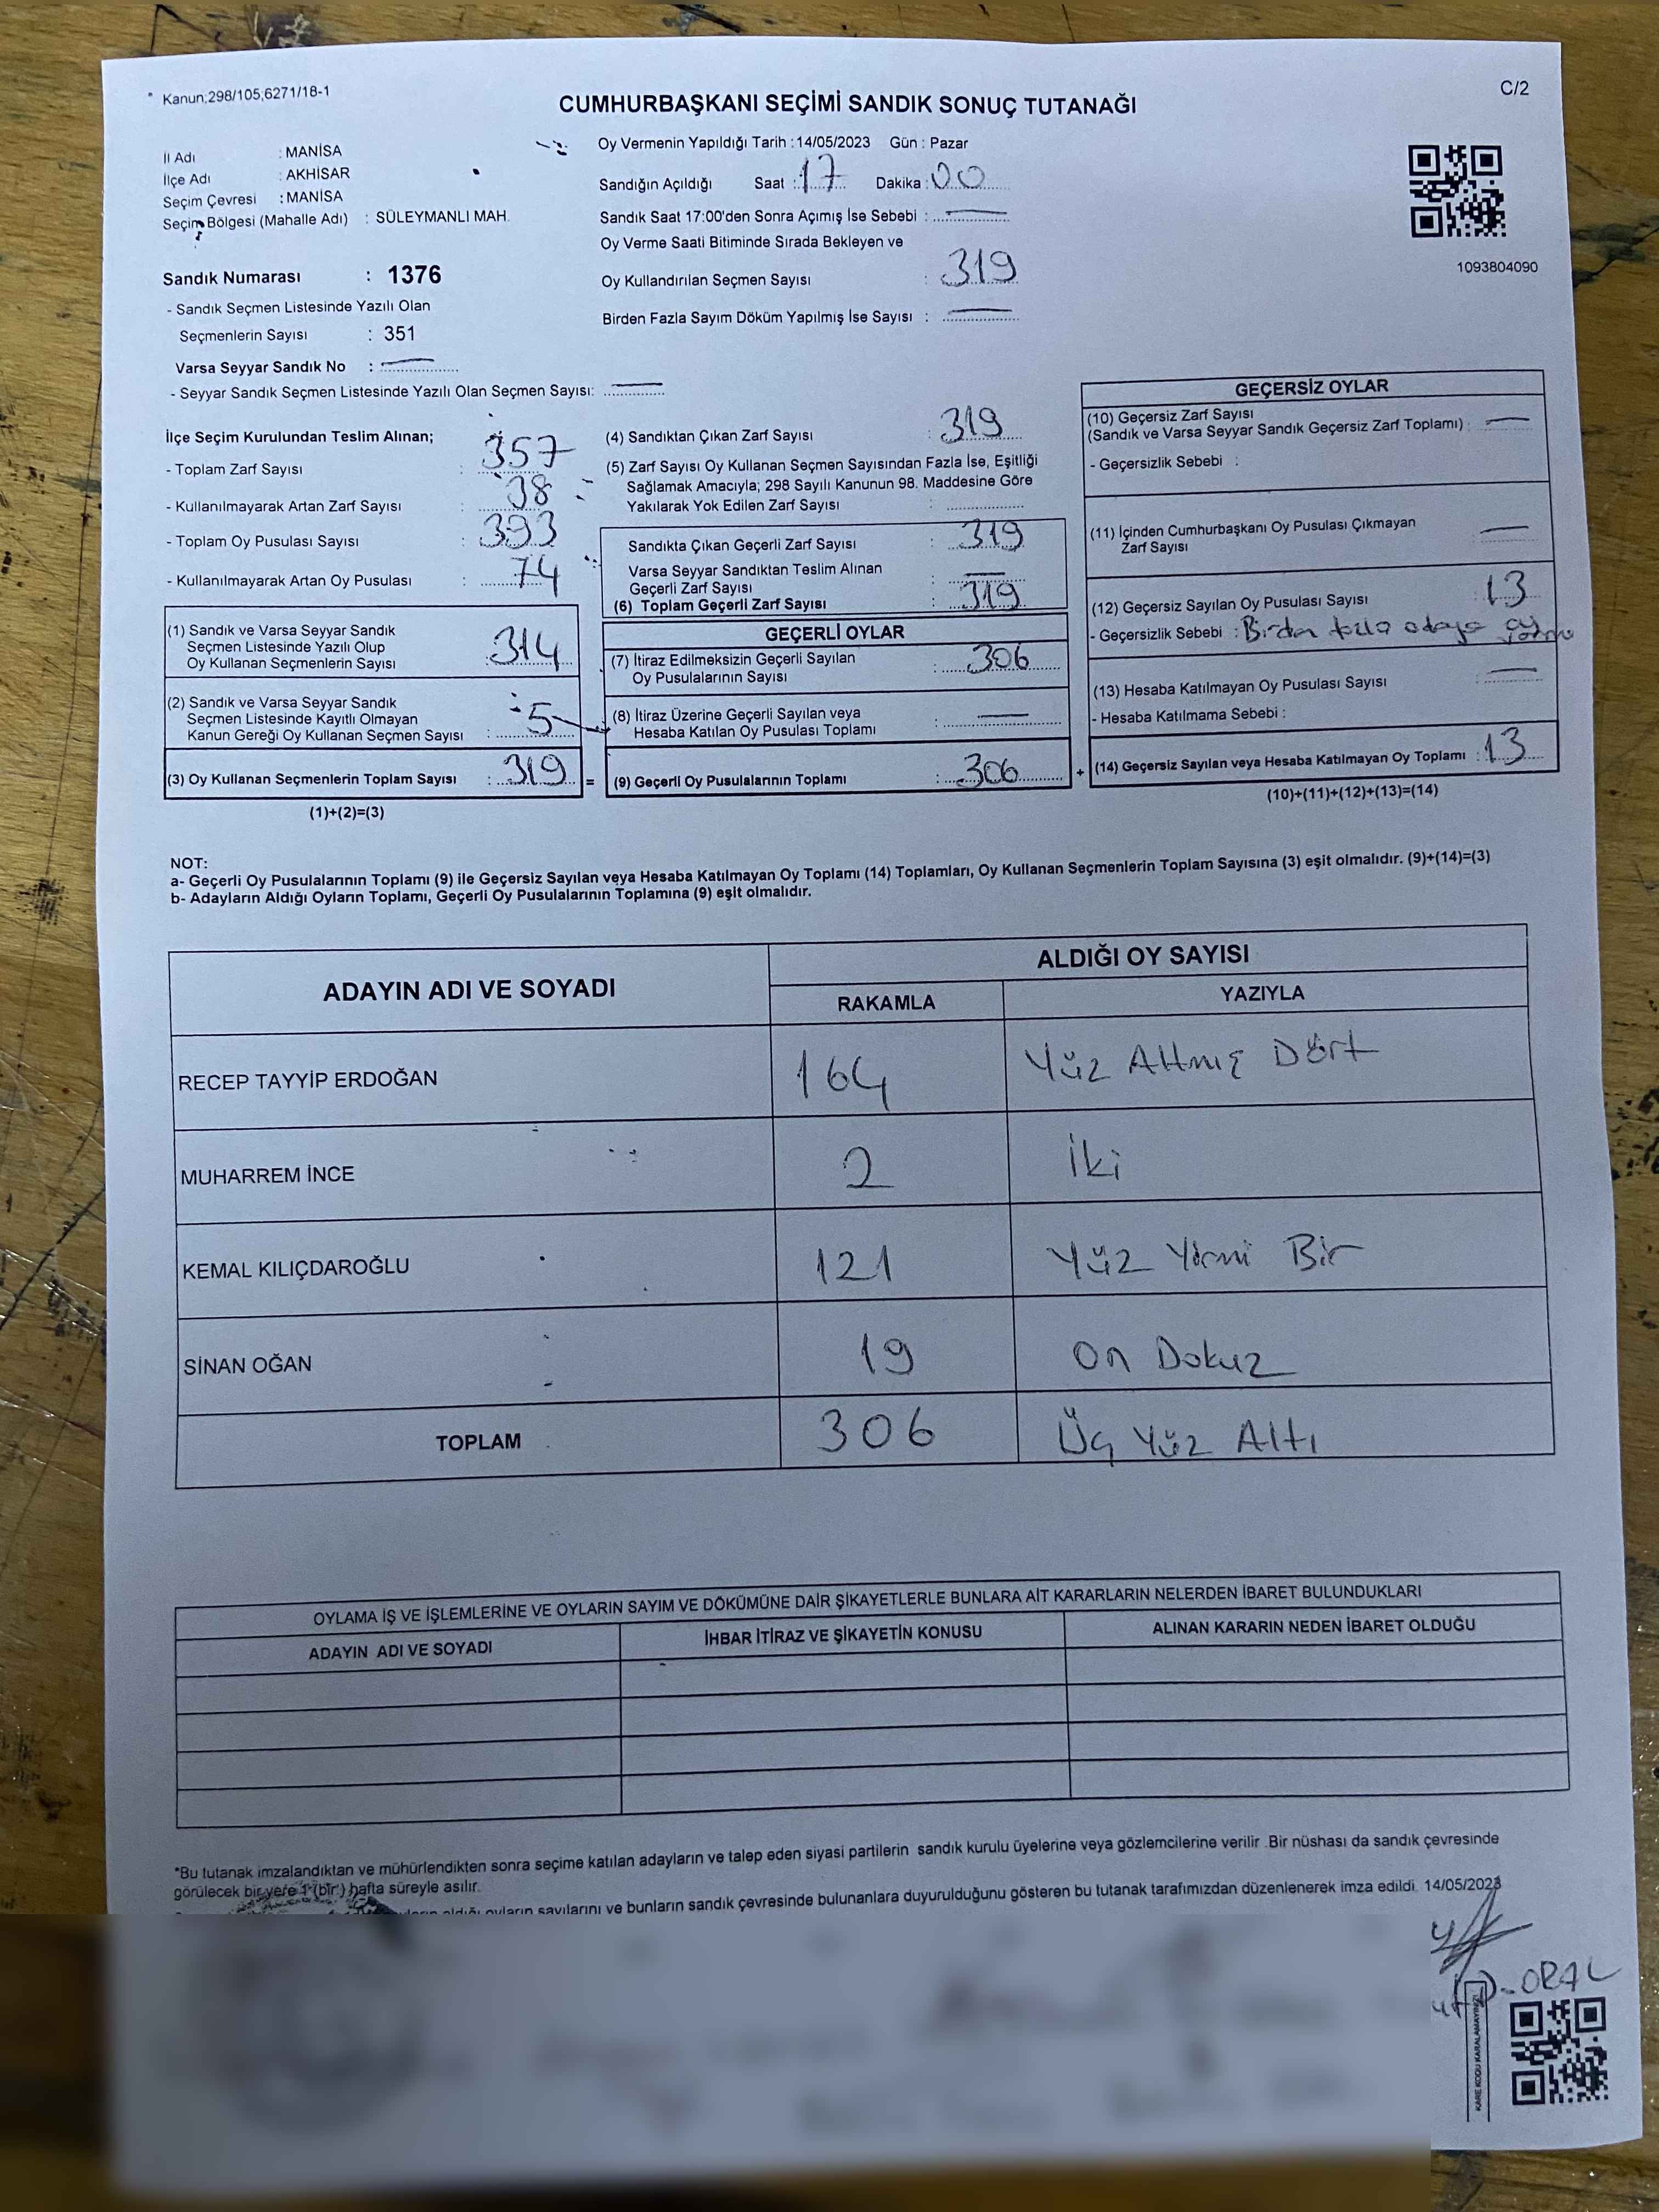 * Kanun;298/105,6271/18-1
C/2
CUMHURBAŞKANI SEÇİMİ SANDIK SONUÇ TUTANAĞI
İl Adı : MANİSA
İlçe Adı : AKHİSAR
Seçim Çevresi : MANİSA
Seçim Bölgesi (Mahalle Adı) : SÜLEYMANLI MAH.
Sandık Numarası : 1376
- Sandık Seçmen Listesinde Yazılı Olan
Seçmenlerin Sayısı : 351
Varsa Seyyar Sandık No :
- Seyyar Sandık Seçmen Listesinde Yazılı Olan Seçmen Sayısı:
Oy Vermenin Yapıldığı Tarih : 14/05/2023 Gün : Pazar
Sandığın Açıldığı Saat : 17 Dakika : 00
Sandık Saat 17:00'den Sonra Açımış İse Sebebi :
Oy Verme Saati Bitiminde Sırada Bekleyen ve
Oy Kullandırılan Seçmen Sayısı : 319
Birden Fazla Sayım Döküm Yapılmış İse Sayısı :
1093804090
İlçe Seçim Kurulundan Teslim Alınan;
- Toplam Zarf Sayısı : 357
- Kullanılmayarak Artan Zarf Sayısı : 38
- Toplam Oy Pusulası Sayısı : 393
- Kullanılmayarak Artan Oy Pusulası : 74
(1) Sandık ve Varsa Seyyar Sandık
Seçmen Listesinde Yazılı Olup
Oy Kullanan Seçmenlerin Sayısı : 314
(2) Sandık ve Varsa Seyyar Sandık
Seçmen Listesinde Kayıtlı Olmayan
Kanun Gereği Oy Kullanan Seçmen Sayısı : 5
(3) Oy Kullanan Seçmenlerin Toplam Sayısı : 319 =
(1)+(2)=(3)
(4) Sandıktan Çıkan Zarf Sayısı : 319
(5) Zarf Sayısı Oy Kullanan Seçmen Sayısından Fazla İse, Eşitliği
Sağlamak Amacıyla; 298 Sayılı Kanunun 98. Maddesine Göre
Yakılarak Yok Edilen Zarf Sayısı :
Sandıkta Çıkan Geçerli Zarf Sayısı : 319
Varsa Seyyar Sandıktan Teslim Alınan
Geçerli Zarf Sayısı :
(6) Toplam Geçerli Zarf Sayısı : 319
GEÇERLİ OYLAR
(7) İtiraz Edilmeksizin Geçerli Sayılan
Oy Pusulalarının Sayısı : 306
(8) İtiraz Üzerine Geçerli Sayılan veya
Hesaba Katılan Oy Pusulası Toplamı :
(9) Geçerli Oy Pusulalarının Toplamı : 306 +
GEÇERSİZ OYLAR
(10) Geçersiz Zarf Sayısı
(Sandık ve Varsa Seyyar Sandık Geçersiz Zarf Toplamı) :
- Geçersizlik Sebebi :
(11) İçinden Cumhurbaşkanı Oy Pusulası Çıkmayan
Zarf Sayısı
(12) Geçersiz Sayılan Oy Pusulası Sayısı : 13
- Geçersizlik Sebebi : Birden fazla adaya oy
(13) Hesaba Katılmayan Oy Pusulası Sayısı :
- Hesaba Katılmama Sebebi :
(14) Geçersiz Sayılan veya Hesaba Katılmayan Oy Toplamı : 13
(10)+(11)+(12)+(13)=(14)
NOT:
a- Geçerli Oy Pusulalarının Toplamı (9) ile Geçersiz Sayılan veya Hesaba Katılmayan Oy Toplamı (14) Toplamları, Oy Kullanan Seçmenlerin Toplam Sayısına (3) eşit olmalıdır. (9)+(14)=(3)
b- Adayların Aldığı Oyların Toplamı, Geçerli Oy Pusulalarının Toplamına (9) eşit olmalıdır.
ADAYIN ADI VE SOYADI ALDIĞI OY SAYISI
RAKAMLA YAZIYLA
RECEP TAYYİP ERDOĞAN 164 Yüz Altmış Dört
MUHARREM İNCE 2 İki
KEMAL KILIÇDAROĞLU 121 Yüz Yirmi Bir
SİNAN OĞAN 19 On Dokuz
TOPLAM 306 Üç Yüz Altı
OYLAMA İŞ VE İŞLEMLERİNE VE OYLARIN SAYIM VE DÖKÜMÜNE DAİR ŞİKAYETLERLE BUNLARA AİT KARARLARIN NELERDEN İBARET BULUNDUKLARI
ADAYIN ADI VE SOYADI İHBAR İTİRAZ VE ŞİKAYETİN KONUSU ALINAN KARARIN NEDEN İBARET OLDUĞU
*Bu tutanak imzalandıktan ve mühürlendikten sonra seçime katılan adayların ve talep eden siyasi partilerin sandık kurulu üyelerine veya gözlemcilerine verilir .Bir nüshası da sandık çevresinde
görülecek bir yere 1 (bir) hafta süreyle asılır.
aldığı oyların sayılarını ve bunların sandık çevresinde bulunanlara duyurulduğunu gösteren bu tutanak tarafımızdan düzenlenerek imza edildi. 14/05/2023
ORAL
KARE KODU KARALAMAYINIZ!